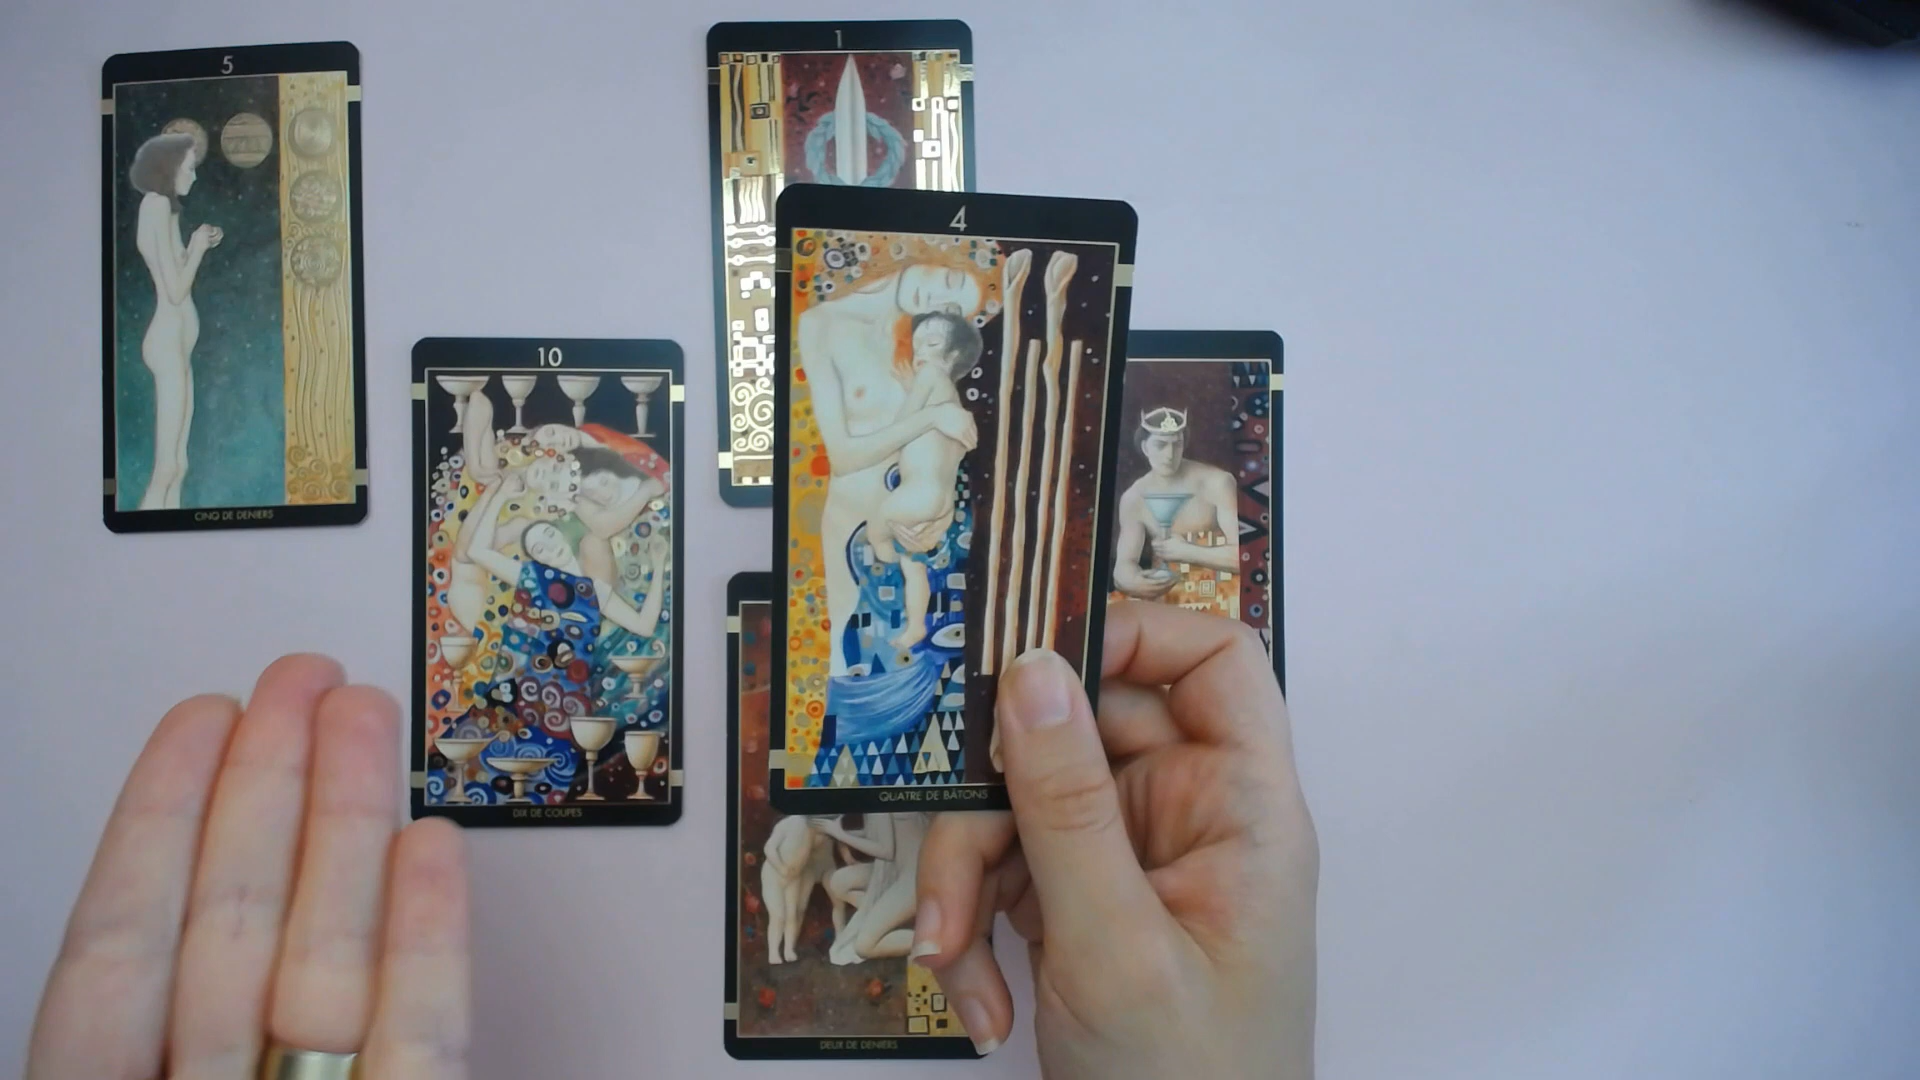 5
CINQ DE DENIERS
1
10
DIX DE COUPES
4
QUATRE DE BÂTONS
DEUX DE DENIERS